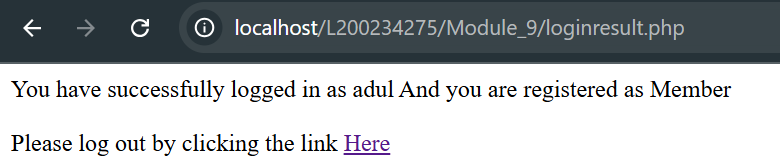 localhost/L200234275/Module_9/loginresult.php
You have successfully logged in as adul And you are registered as Member
Please log out by clicking the link Here